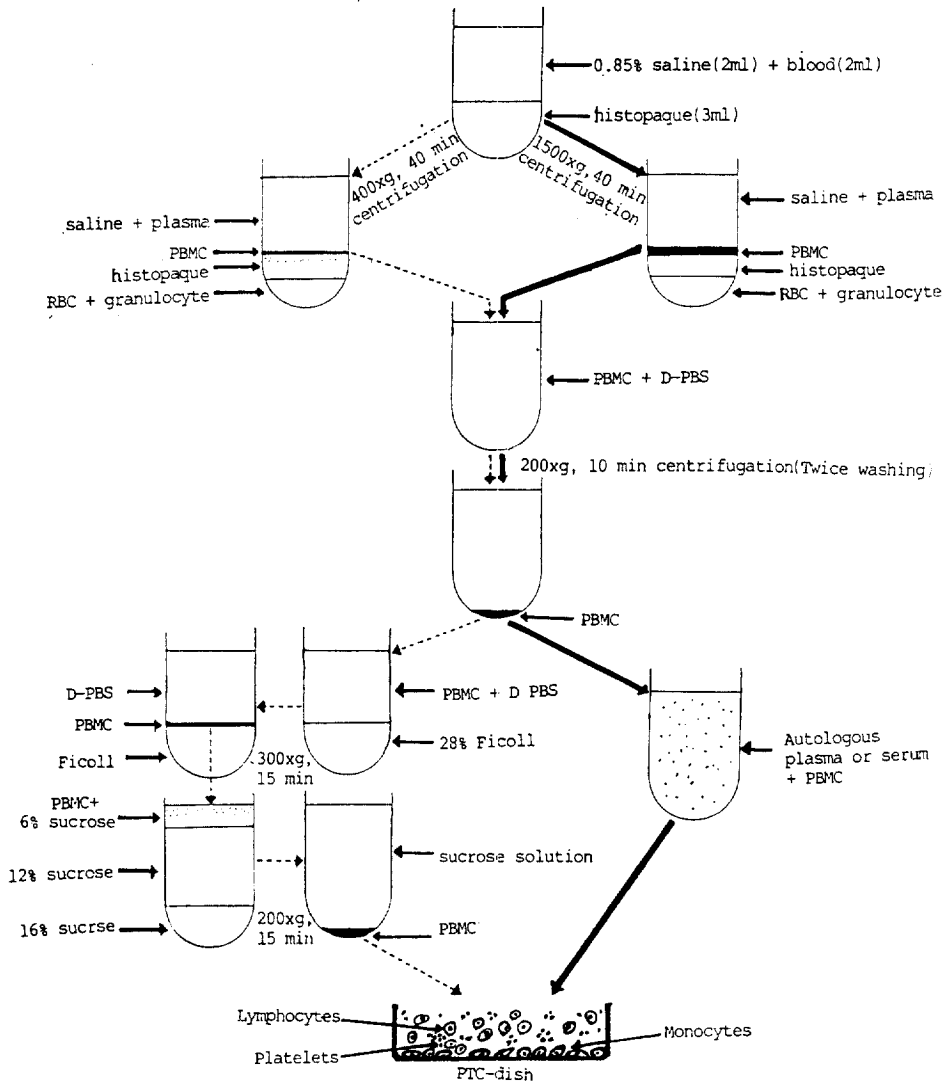 0.85% saline(2ml) + blood(2ml)
histopaque(3ml)
400xg, 40 min
centrifugation
1500xg, 40 min
centrifugation
saline + plasma
PBMC
histopaque
RBC + granulocyte
saline + plasma
PBMC
histopaque
RBC + granulocyte
PBMC + D-PBS
200xg, 10 min centrifugation(Twice washing)
PBMC
D-PBS
PBMC
Ficoll
300xg,
15 min
PBMC + D PBS
28% Ficoll
Autologous
plasma or serum
+ PBMC
PBMC+
6% sucrose
12% sucrose
16% sucrse
200xg,
15 min
sucrose solution
PBMC
Lymphocytes
Platelets
Monocytes
PTC-dish